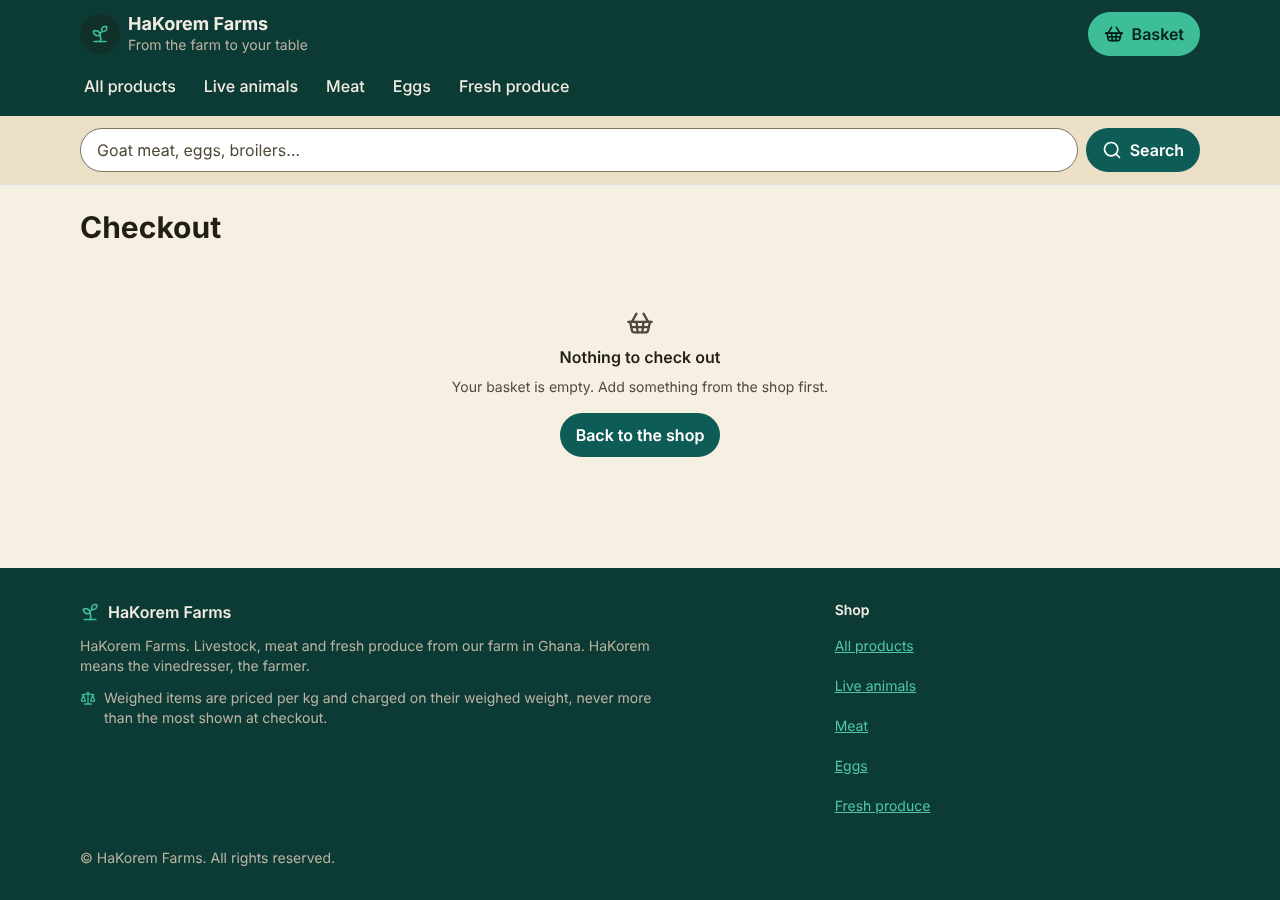 HaKorem Farms
From the farm to your table
Basket
All products
Live animals
Meat
Eggs
Fresh produce
Goat meat, eggs, broilers...
Search
Checkout
Nothing to check out
Your basket is empty. Add something from the shop first.
Back to the shop
HaKorem Farms
HaKorem Farms. Livestock, meat and fresh produce from our farm in Ghana. HaKorem
means the vinedresser, the farmer.
Weighed items are priced per kg and charged on their weighed weight, never more
than the most shown at checkout.
Shop
All products
Live animals
Meat
Eggs
Fresh produce
© HaKorem Farms. All rights reserved.